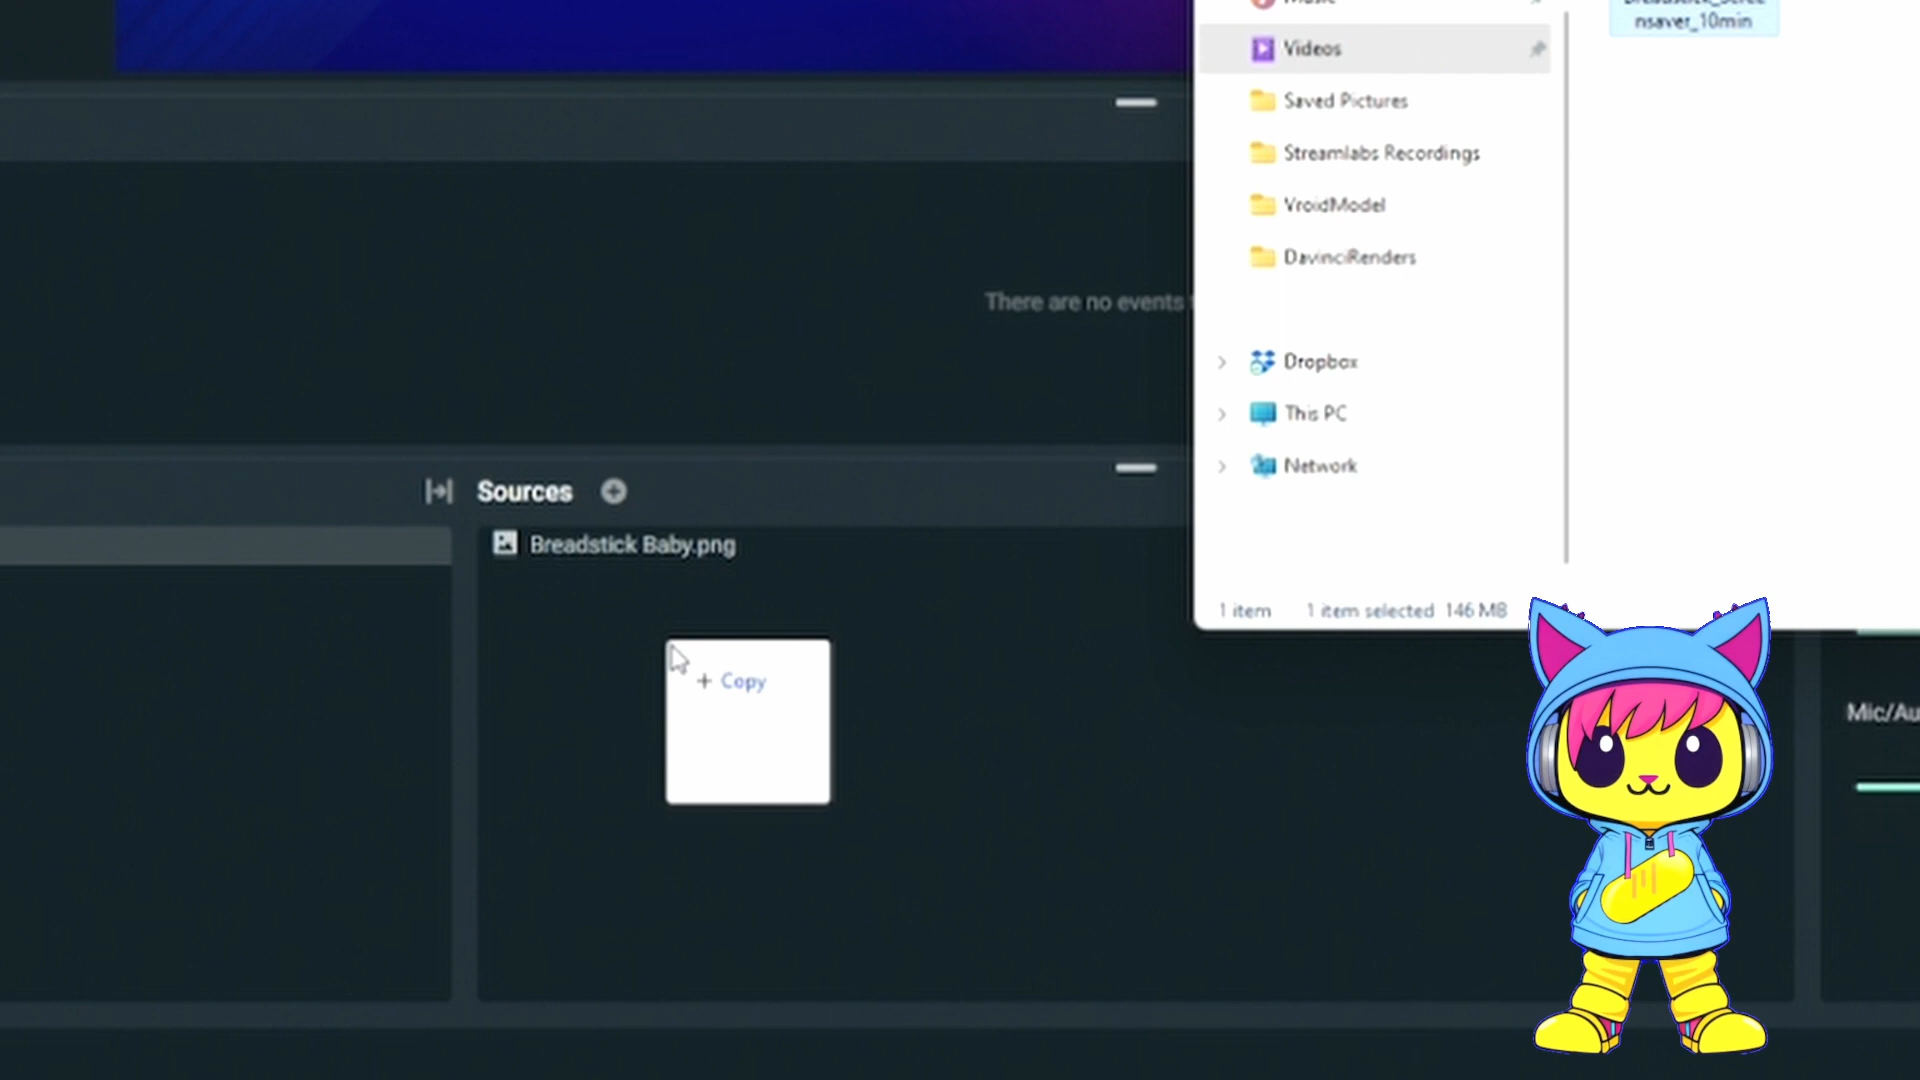 Music
nsaver_10min
Videos
Saved Pictures
Streamlabs Recordings
VroidModel
DavinciRenders
There are no events
Dropbox
This PC
Network
Sources
Breadstick Baby.png
1 item 1 item selected 146 MB
+ Copy
Mic/Au